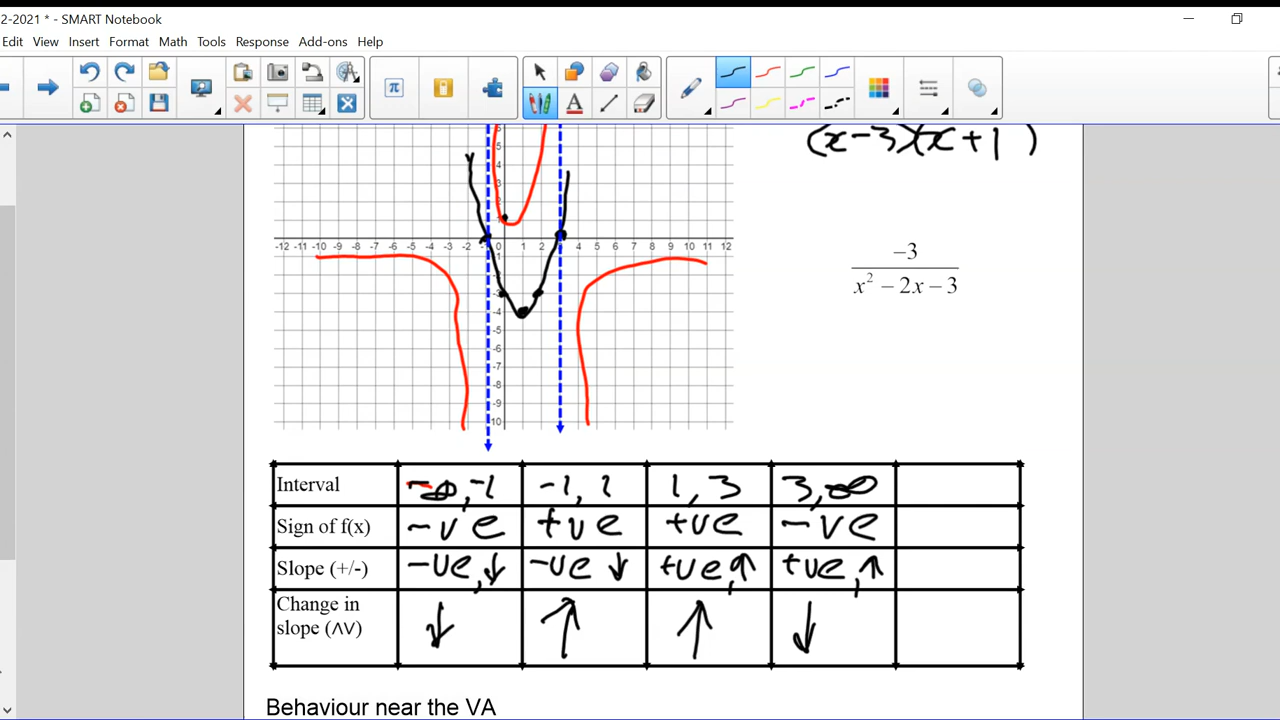 2-2021 * - SMART Notebook
Edit View Insert Format Math Tools Response Add-ons Help
π A
(x-3)(x+1)
6
5
4
3
2
1
-12 -11 -10 -9 -8 -7 -6 -5 -4 -3 -2 -1 0 1 2 3 4 5 6 7 8 9 10 11 12
-3
-4
-5
-6
-7
-8
-9
-10
-3
x² - 2x - 3
Interval -∞, -1 -1, 1 1, 3 3, ∞
Sign of f(x) -ve +ve +ve -ve
Slope (+/-) -ve, ↓ -ve ↓ +ve, ↑ +ve, ↑
Change in
slope (ΛV) ↓ ↑ ↑ ↓
Behaviour near the VA